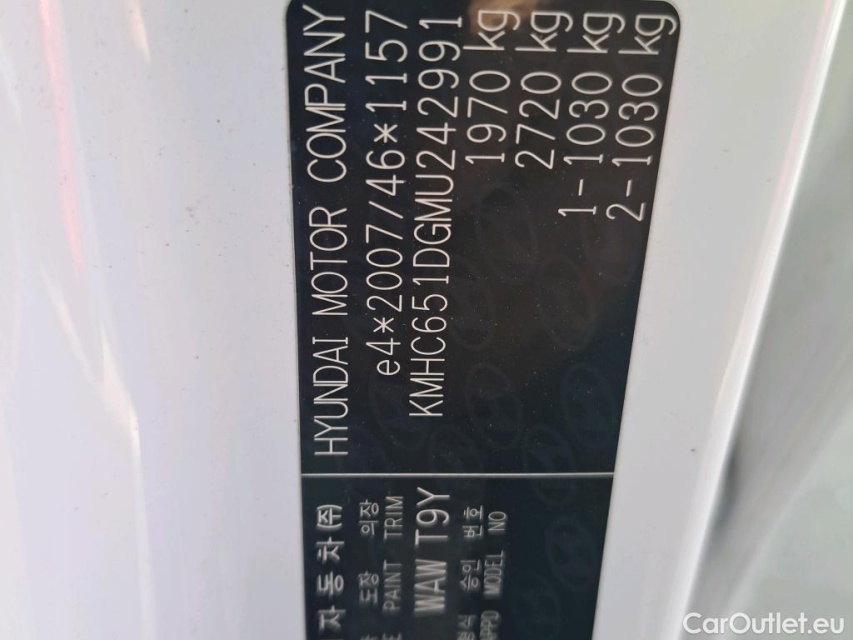 HYUNDAI MOTOR COMPANY
e4*2007/46*1157
KMHC651DGMU242991
1970 kg
2720 kg
1-1030 kg
2-1030 kg
자동차(주)
도장 의장
PAINT TRIM
WAW T9Y
형식 승인 번호
APPD MODEL NO
CarOutlet.eu